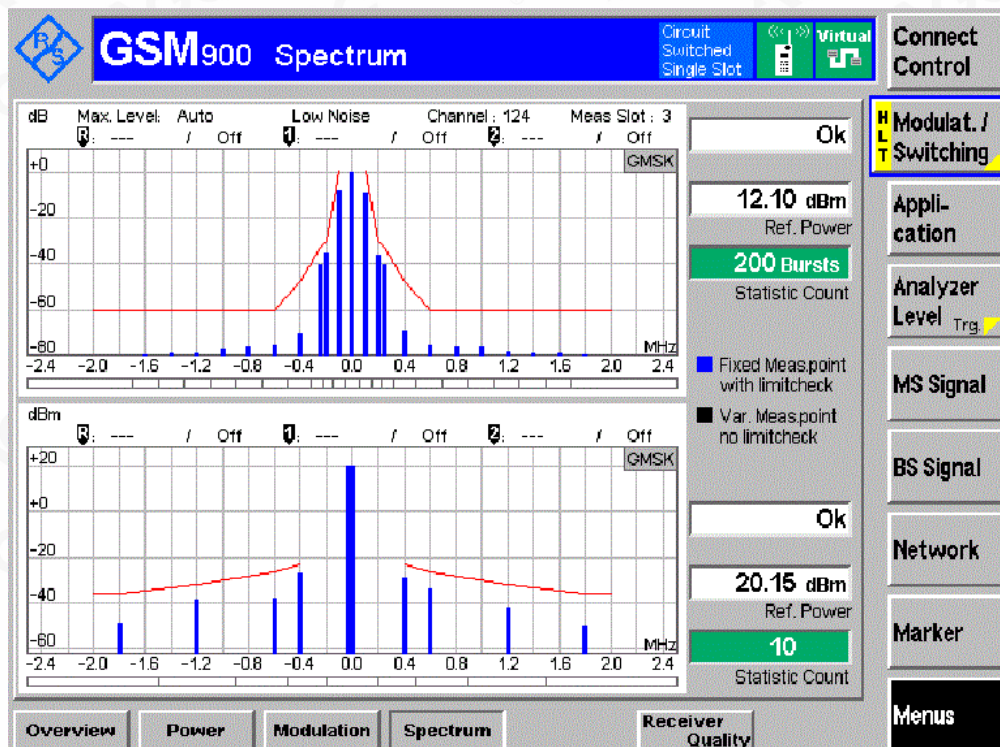 R/S
GSM900 Spectrum
Circuit
Switched
Single Slot
Virtual
Connect
Control
dB Max. Level: Auto Low Noise Channel : 124 Meas Slot : 3
R: --- / Off 1: --- / Off 2: --- / Off
GMSK
+0
-20
-40
-60
-80
MHz
-2.4 -2.0 -1.6 -1.2 -0.8 -0.4 0.0 0.4 0.8 1.2 1.6 2.0 2.4
Ok
12.10 dBm
Ref. Power
200 Bursts
Statistic Count
Fixed Meas.point
with limitcheck
Var. Meas.point
no limitcheck
dBm
R: --- / Off 1: --- / Off 2: --- / Off
GMSK
+20
+0
-20
-40
-60
MHz
-2.4 -2.0 -1.6 -1.2 -0.8 -0.4 0.0 0.4 0.8 1.2 1.6 2.0 2.4
Ok
20.15 dBm
Ref. Power
10
Statistic Count
HLT
Modulat. /
Switching
Appli-
cation
Analyzer
Level Trg.
MS Signal
BS Signal
Network
Marker
Menus
Overview Power Modulation Spectrum
Receiver
Quality